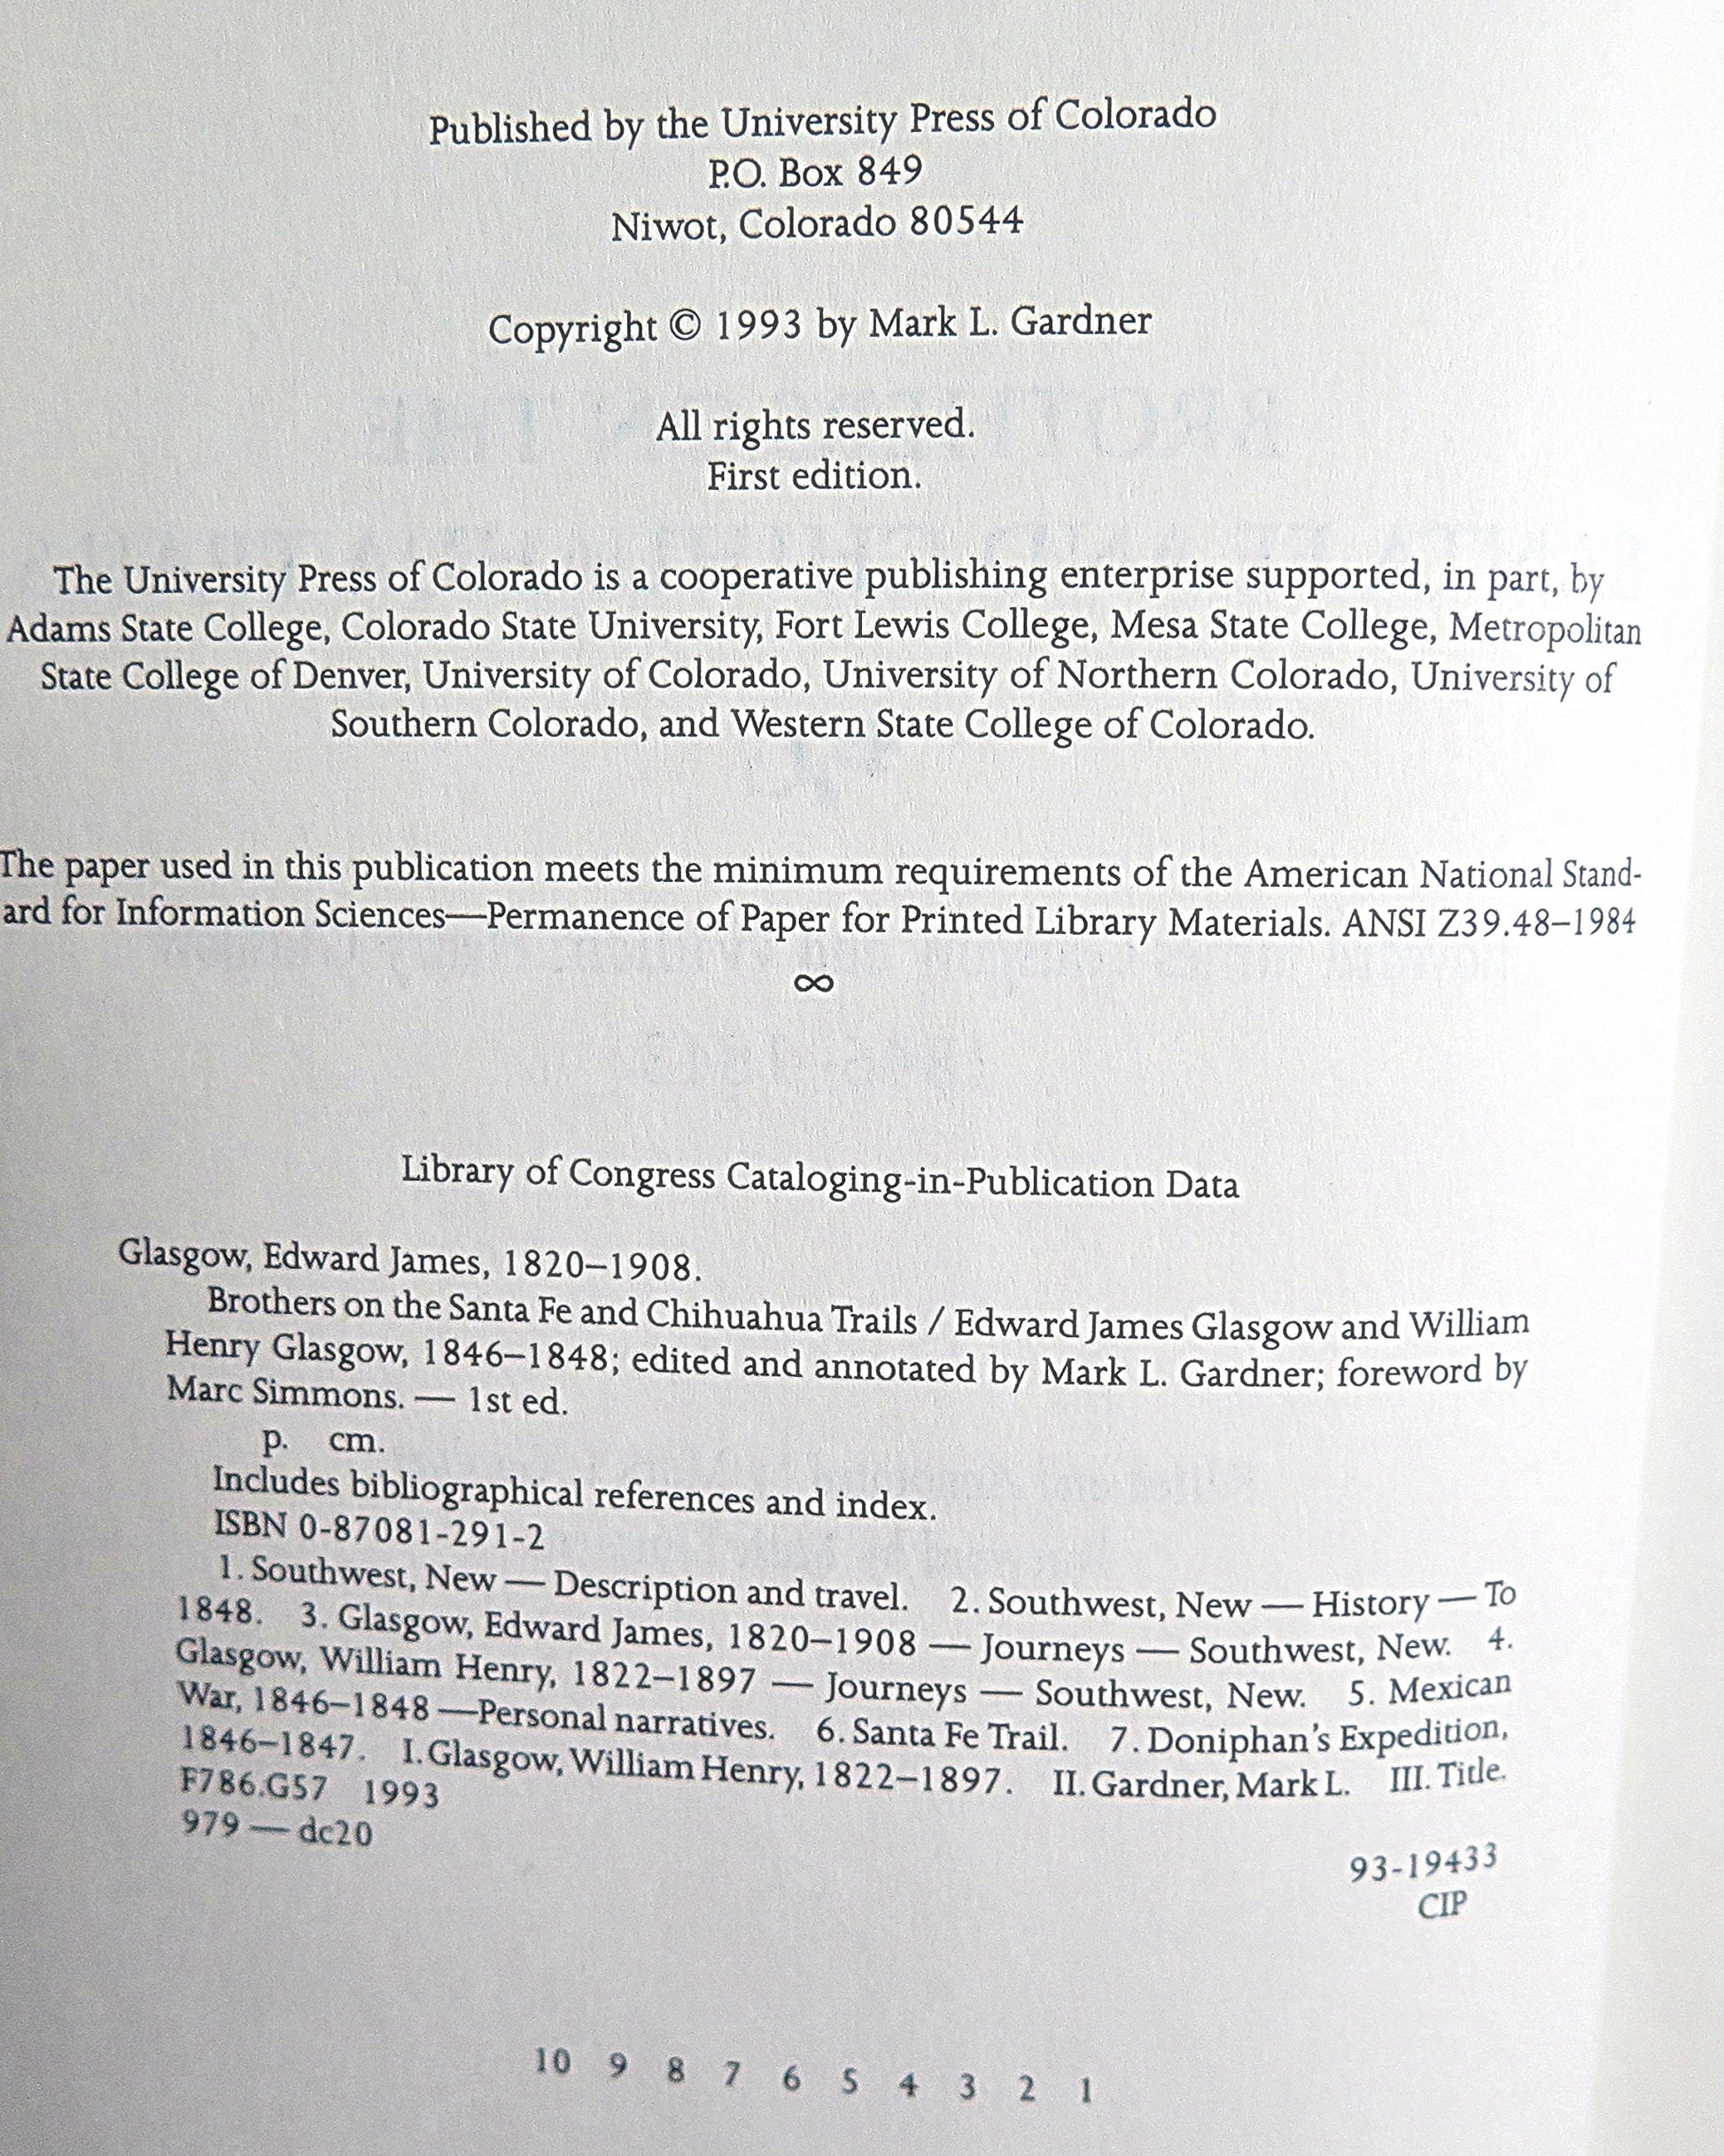 Published by the University Press of Colorado
P.O. Box 849
Niwot, Colorado 80544
Copyright © 1993 by Mark L. Gardner
All rights reserved.
First edition.
The University Press of Colorado is a cooperative publishing enterprise supported, in part, by
Adams State College, Colorado State University, Fort Lewis College, Mesa State College, Metropolitan
State College of Denver, University of Colorado, University of Northern Colorado, University of
Southern Colorado, and Western State College of Colorado.
The paper used in this publication meets the minimum requirements of the American National Stand-
ard for Information Sciences—Permanence of Paper for Printed Library Materials. ANSI Z39.48–1984
∞
Library of Congress Cataloging-in-Publication Data
Glasgow, Edward James, 1820–1908.
Brothers on the Santa Fe and Chihuahua Trails / Edward James Glasgow and William
Henry Glasgow, 1846–1848; edited and annotated by Mark L. Gardner; foreword by
Marc Simmons. — 1st ed.
p. cm.
Includes bibliographical references and index.
ISBN 0-87081-291-2
1. Southwest, New — Description and travel. 2. Southwest, New — History — To
1848. 3. Glasgow, Edward James, 1820–1908 — Journeys — Southwest, New. 4.
Glasgow, William Henry, 1822–1897 — Journeys — Southwest, New. 5. Mexican
War, 1846–1848 —Personal narratives. 6. Santa Fe Trail. 7. Doniphan's Expedition,
1846–1847. I. Glasgow, William Henry, 1822–1897. II. Gardner, Mark L. III. Title.
F786.G57 1993
979 — dc20
93-19433
CIP
10 9 8 7 6 5 4 3 2 1